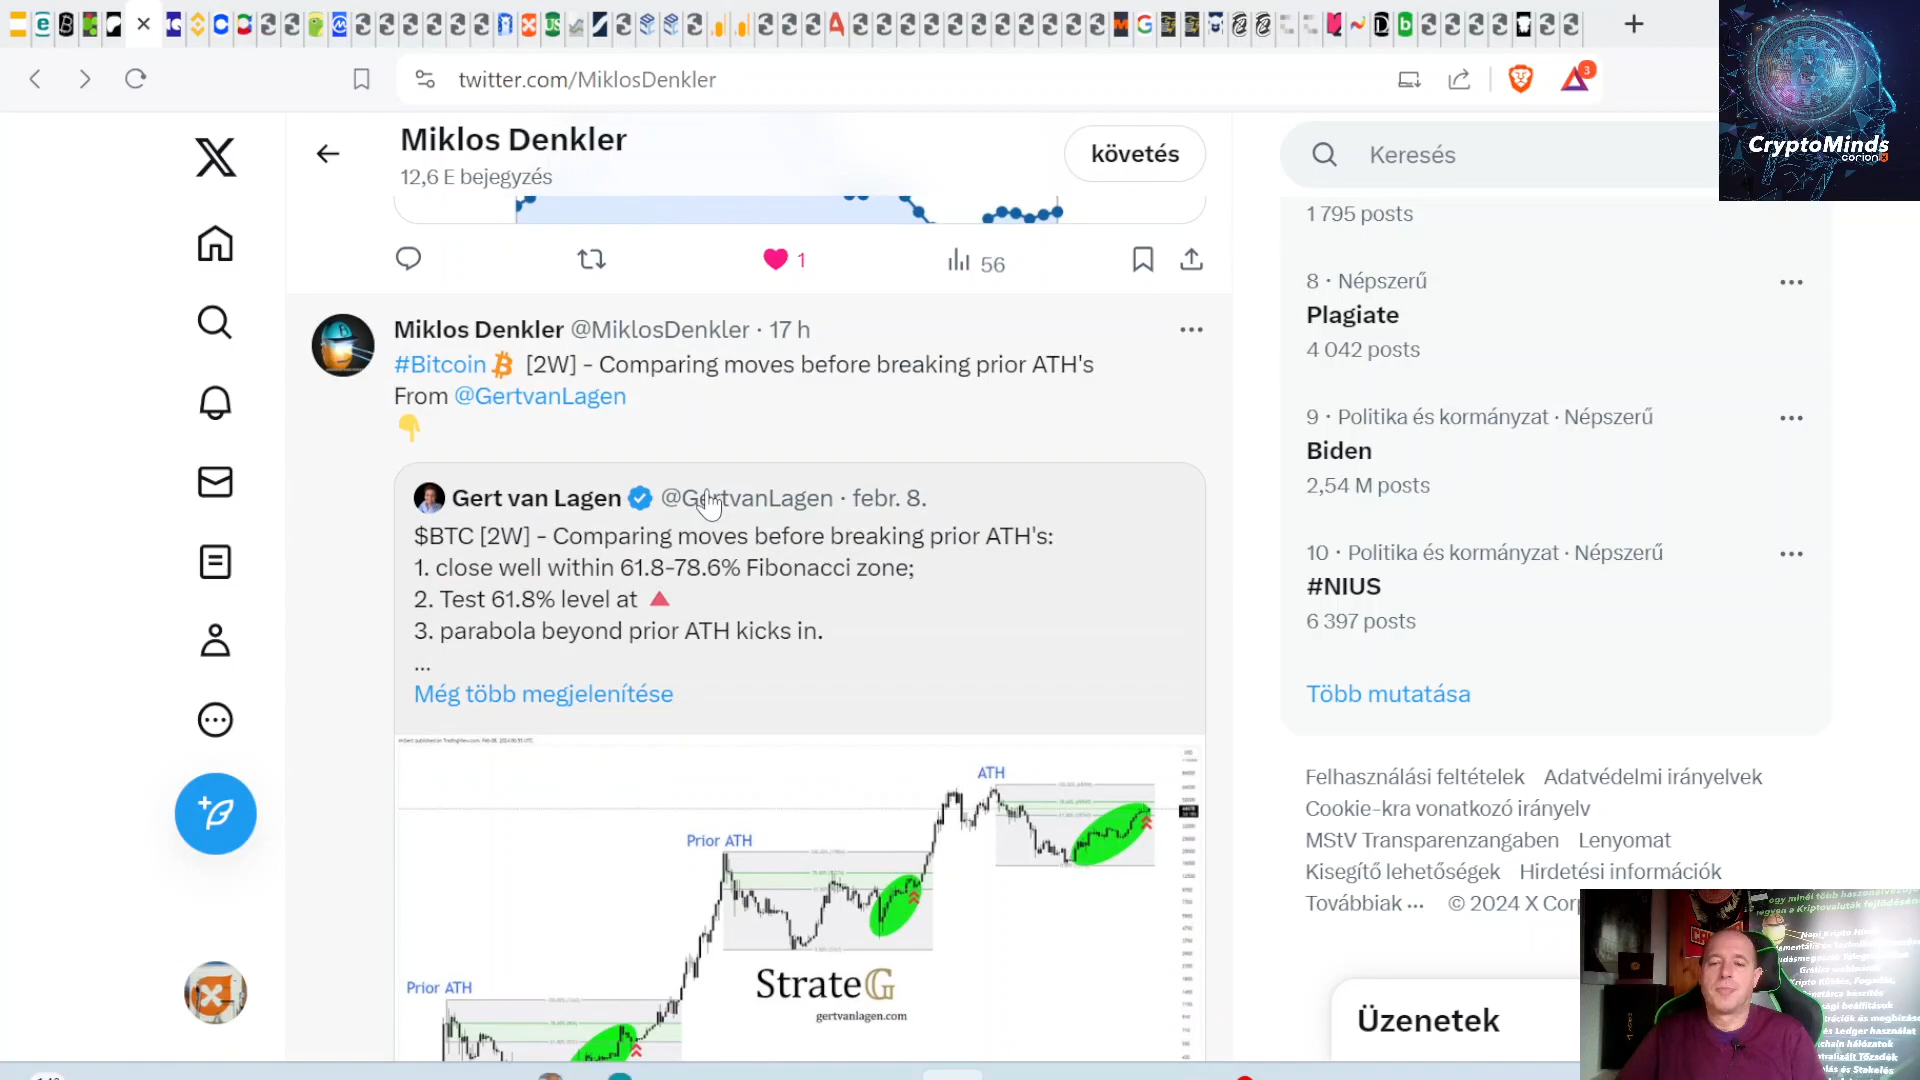 twitter.com/MiklosDenkler
3
CryptoMinds
corion
Miklos Denkler
12,6 E bejegyzés
követés
1
56
Miklos Denkler @MiklosDenkler · 17 h
#Bitcoin [2W] - Comparing moves before breaking prior ATH's
From @GertvanLagen
👇
Gert van Lagen @GertvanLagen · febr. 8.
$BTC [2W] - Comparing moves before breaking prior ATH's:
1. close well within 61.8-78.6% Fibonacci zone;
2. Test 61.8% level at 🔺
3. parabola beyond prior ATH kicks in.
...
Még több megjelenítése
ATH
Prior ATH
Prior ATH
StrateG
gertvanlagen.com
Keresés
1 795 posts
8 · Népszerű
Plagiate
4 042 posts
9 · Politika és kormányzat · Népszerű
Biden
2,54 M posts
10 · Politika és kormányzat · Népszerű
#NIUS
6 397 posts
Több mutatása
Felhasználási feltételek Adatvédelmi irányelvek
Cookie-kra vonatkozó irányelv
MStV Transparenzangaben Lenyomat
Kisegítő lehetőségek Hirdetési információk
Továbbiak ··· © 2024 X Corp
Üzenetek